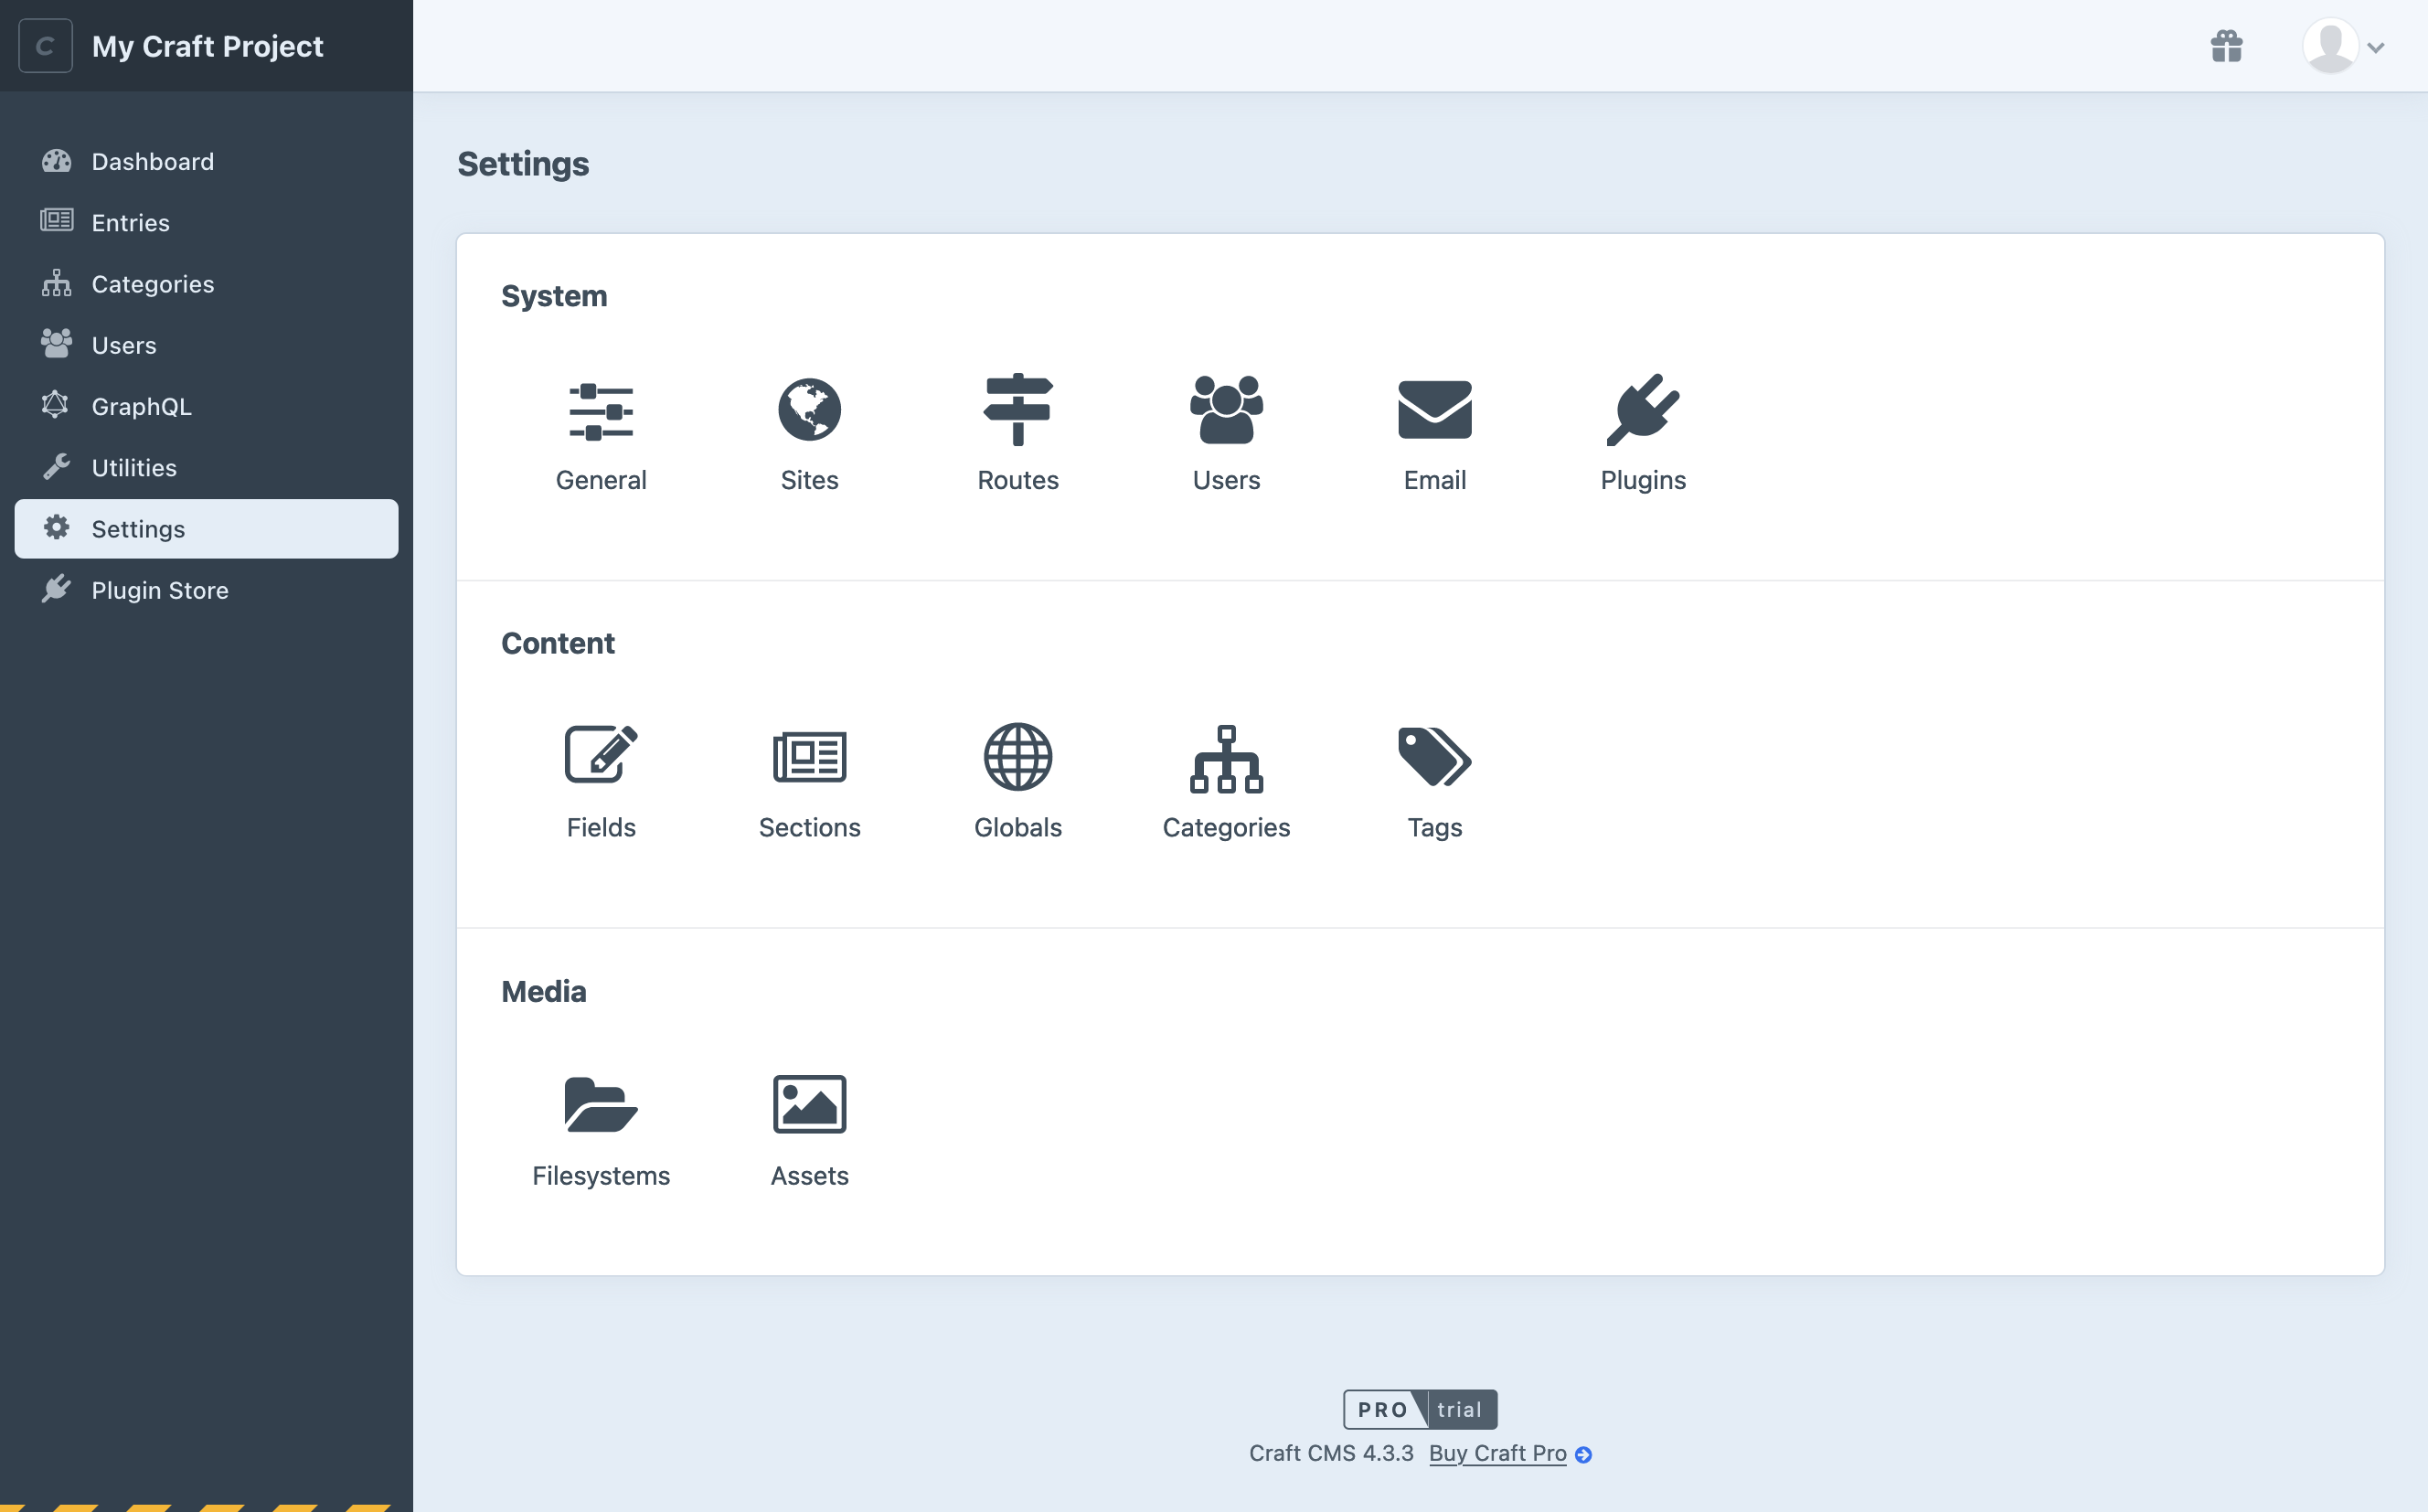 C My Craft Project
Dashboard
Entries
Categories
Users
GraphQL
Utilities
Settings
Plugin Store
Settings
System
General Sites Routes Users Email Plugins
Content
Fields Sections Globals Categories Tags
Media
Filesystems Assets
PRO trial
Craft CMS 4.3.3 Buy Craft Pro